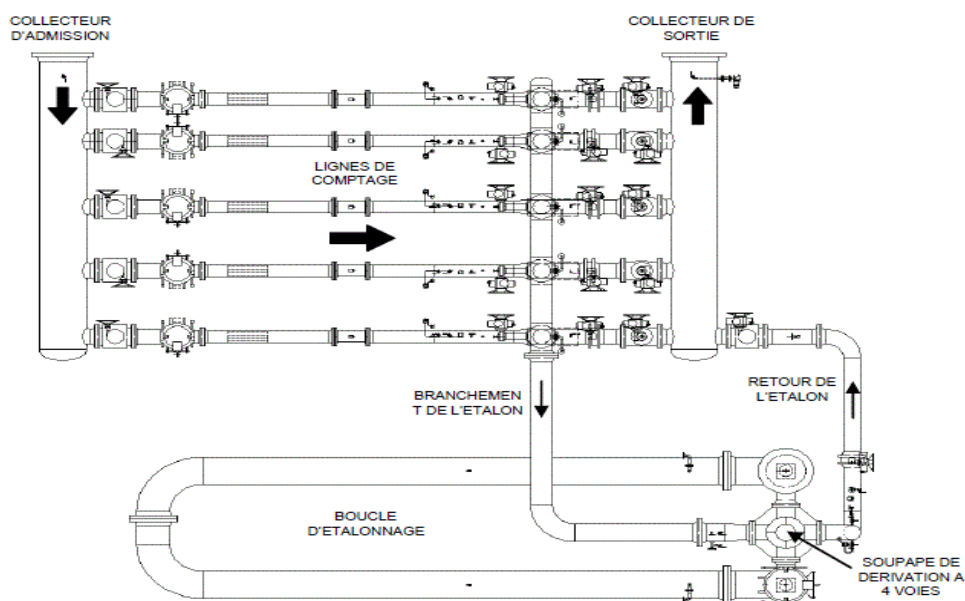 COLLECTEUR
D'ADMISSION
COLLECTEUR DE
SORTIE
LIGNES DE
COMPTAGE
BRANCHEMEN
T DE L'ETALON
RETOUR DE
L'ETALON
BOUCLE
D'ETALONNAGE
SOUPAPE DE
DERIVATION A
4 VOIES